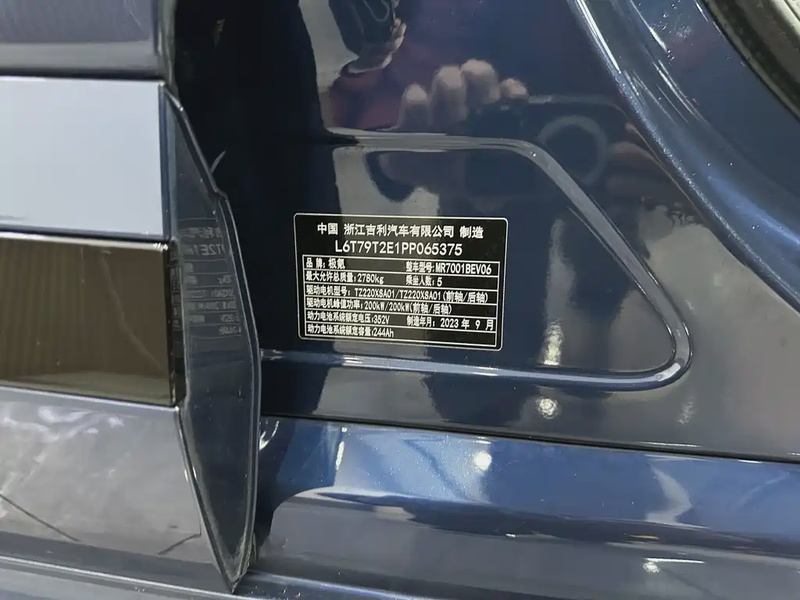 中国 浙江吉利汽车有限公司 制造
L6T79T2E1PP065375
品牌:极氪 整车型号:MR7001BEV06
最大允许总质量:2780kg 乘坐人数:5
驱动电机型号:TZ220XSA01/TZ220XSA01(前轴/后轴)
驱动电机峰值功率:200kW/200kW(前轴/后轴)
动力电池系统额定电压:352V 制造年月:2023 年 9 月
动力电池系统额定容量:244Ah